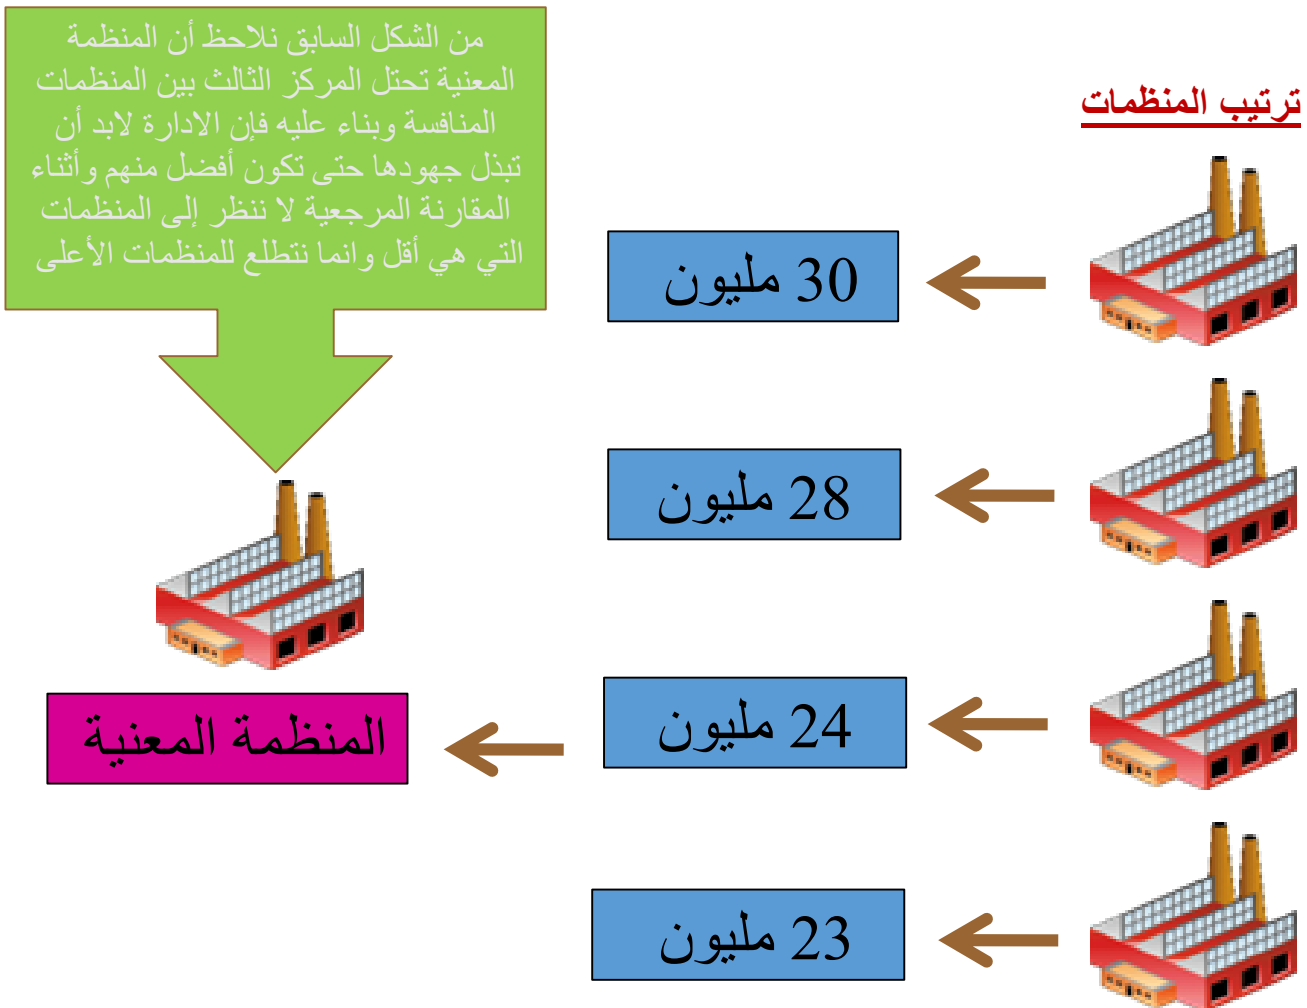 ترتيب المنظمات
من الشكل السابق نلاحظ أن المنظمة
المعنية تحتل المركز الثالث بين المنظمات
المنافسة وبناء عليه فإن الادارة لابد أن
تبذل جهودها حتى تكون أفضل منهم وأثناء
المقارنة المرجعية لا ننظر إلى المنظمات
التي هي أقل وانما نتطلع للمنظمات الأعلى
30 مليون
28 مليون
24 مليون
المنظمة المعنية
23 مليون